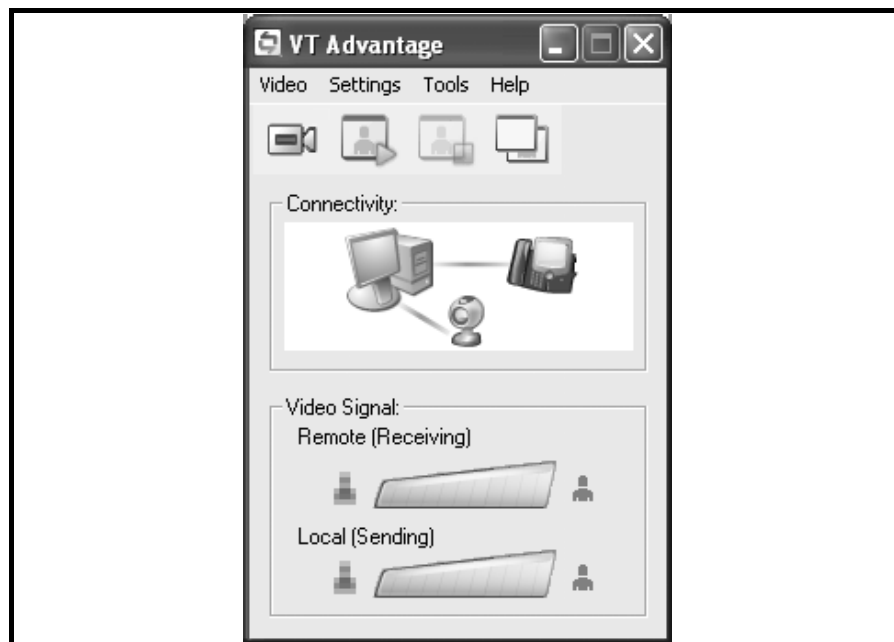 VT Advantage
Video Settings Tools Help
Connectivity:
Video Signal:
Remote (Receiving)
Local (Sending)